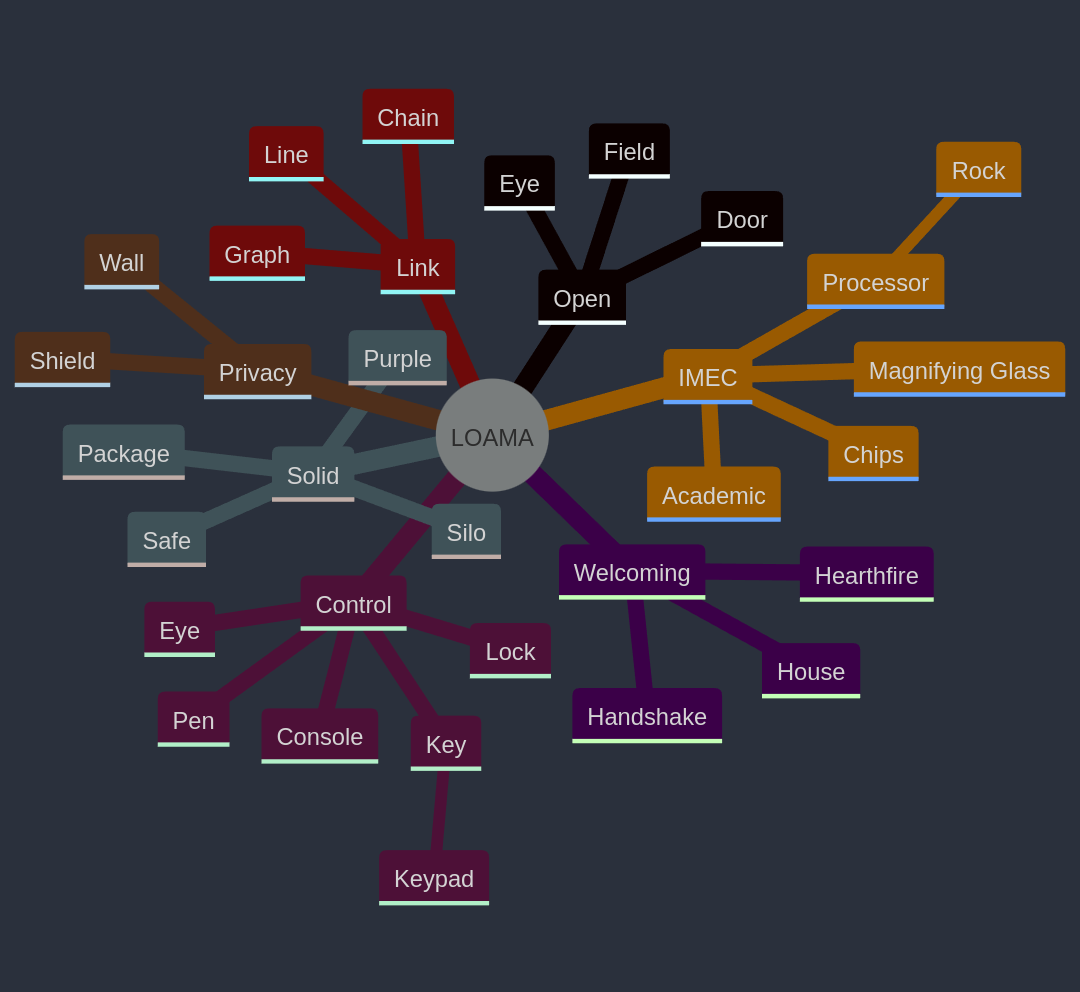 Chain
Line
Field
Eye
Rock
Door
Graph
Wall
Link
Processor
Open
Purple
Shield
Privacy
IMEC
Magnifying Glass
LOAMA
Package
Chips
Solid
Academic
Silo
Safe
Welcoming
Hearthfire
Control
Eye
Lock
House
Pen
Handshake
Console
Key
Keypad